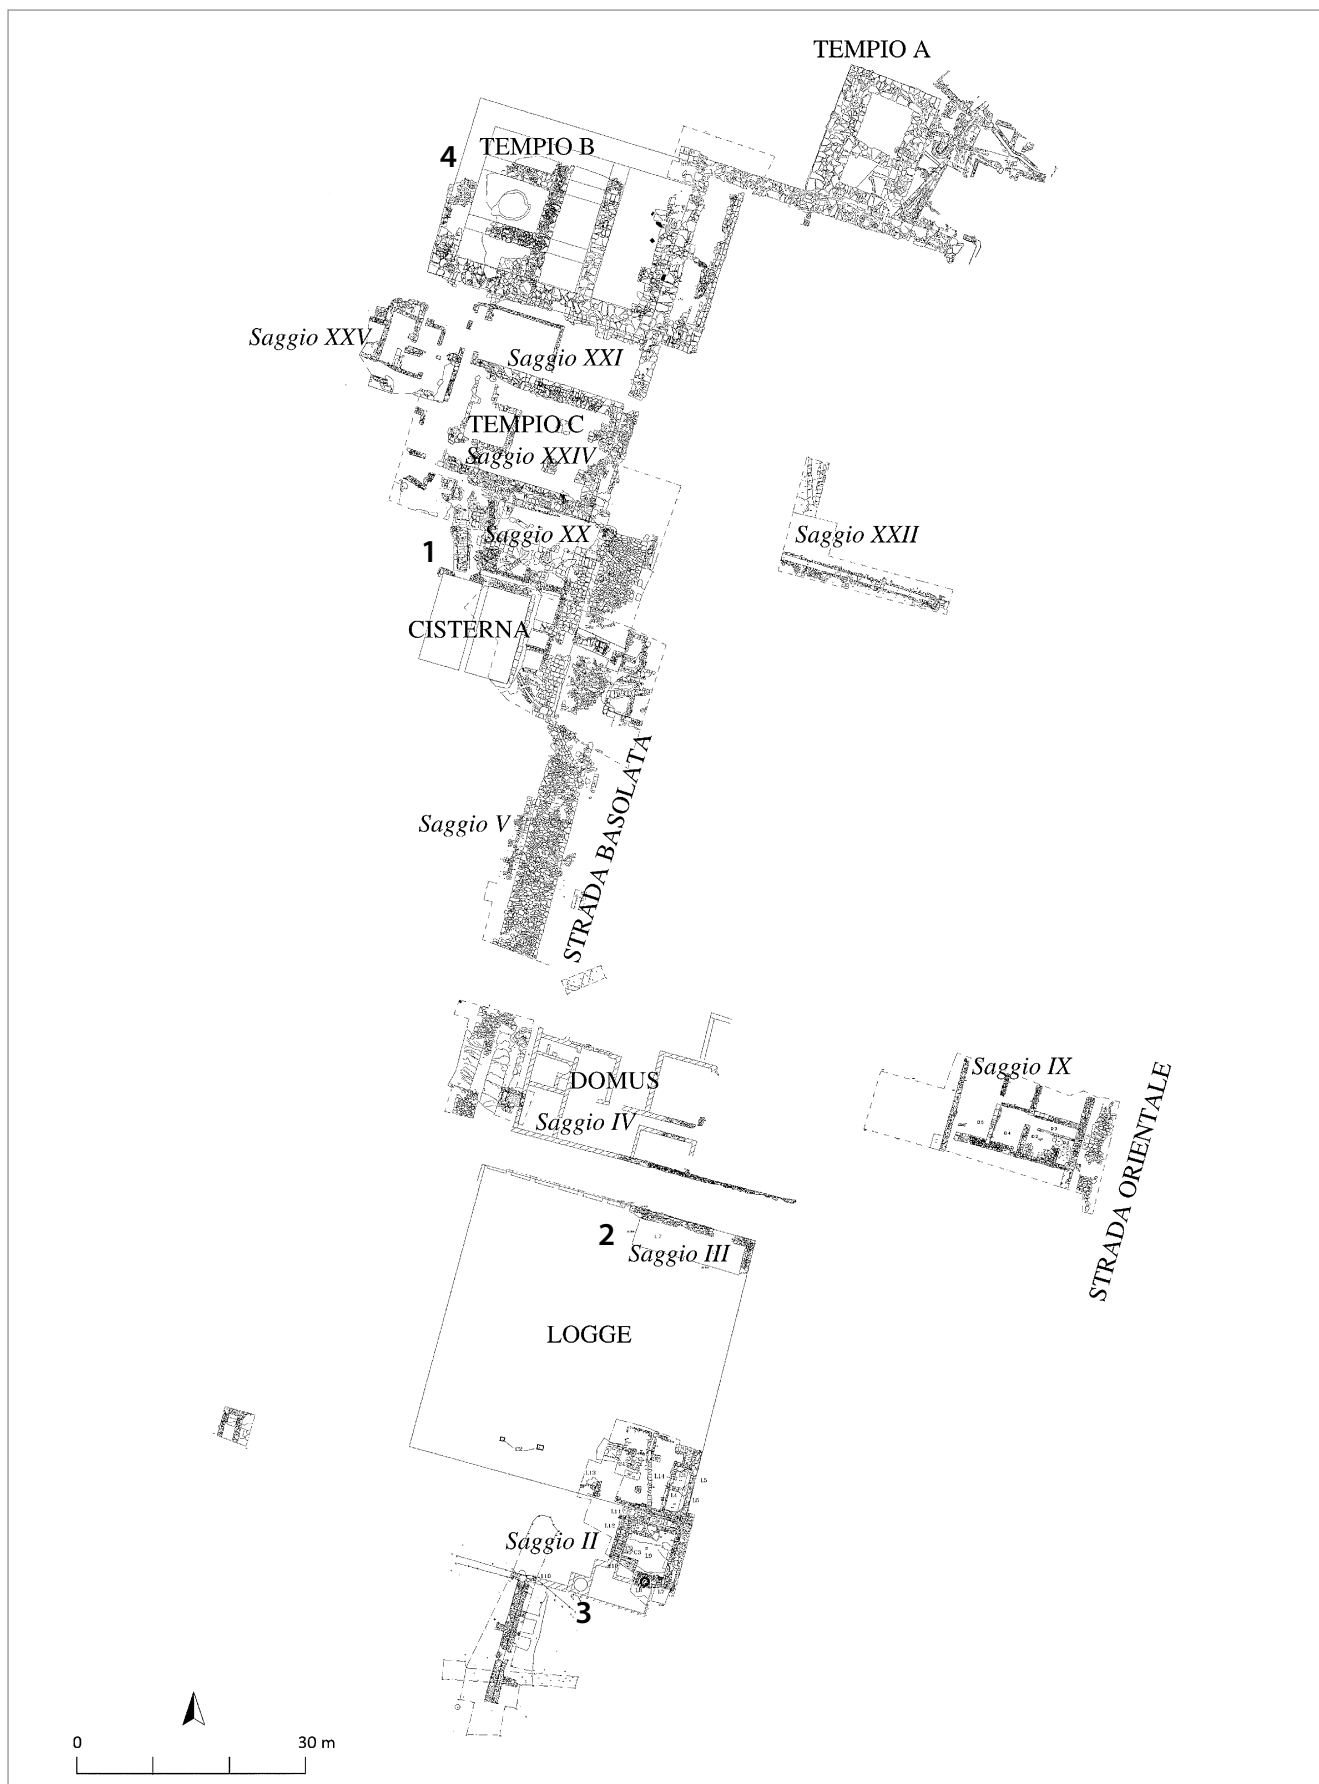 TEMPIO A
4
TEMPIO B
Saggio XXV
Saggio XXI
TEMPIO C
Saggio XXIV
Saggio XX
Saggio XXII
1
CISTERNA
STRADA BASOLATA
Saggio V
DOMUS
Saggio IV
Saggio IX
STRADA ORIENTALE
2
Saggio III
LOGGE
Saggio II
3
0
30 m